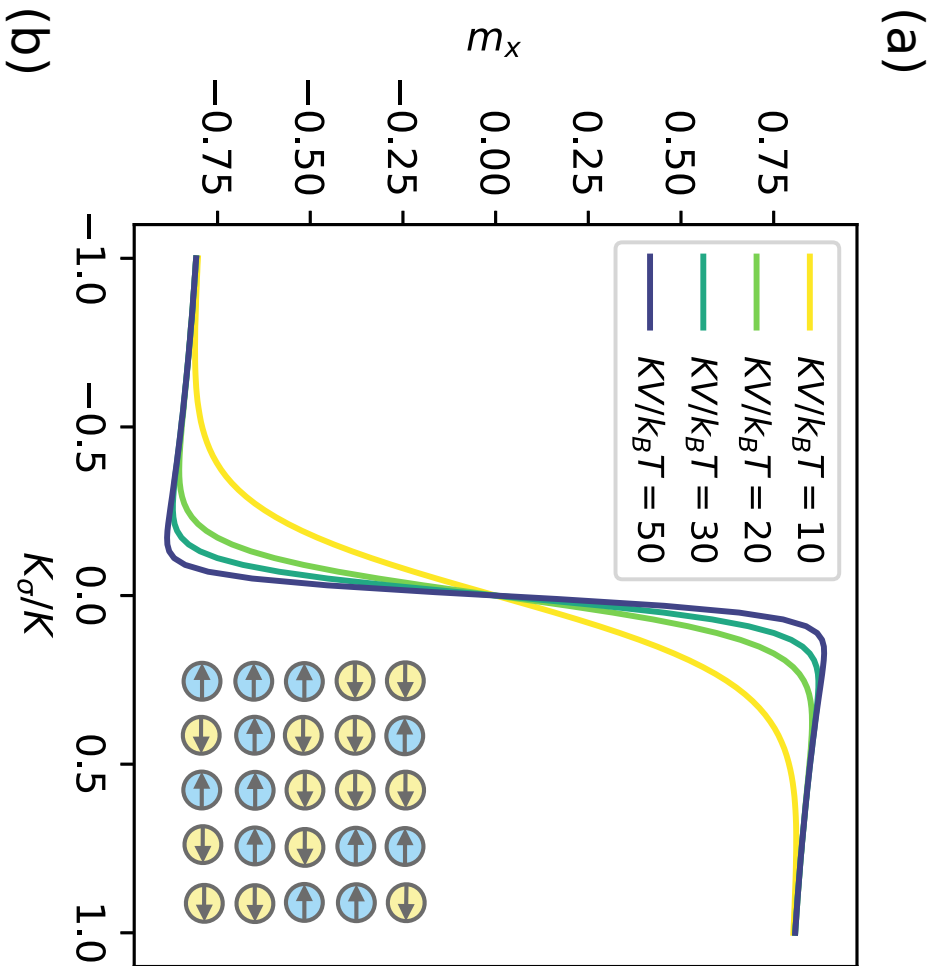 (a)
m_x
0.75
0.50
0.25
0.00
−0.25
−0.50
−0.75
KV/k_BT = 10
KV/k_BT = 20
KV/k_BT = 30
KV/k_BT = 50
−1.0
−0.5
0.0
0.5
1.0
K_σ/K
(b)